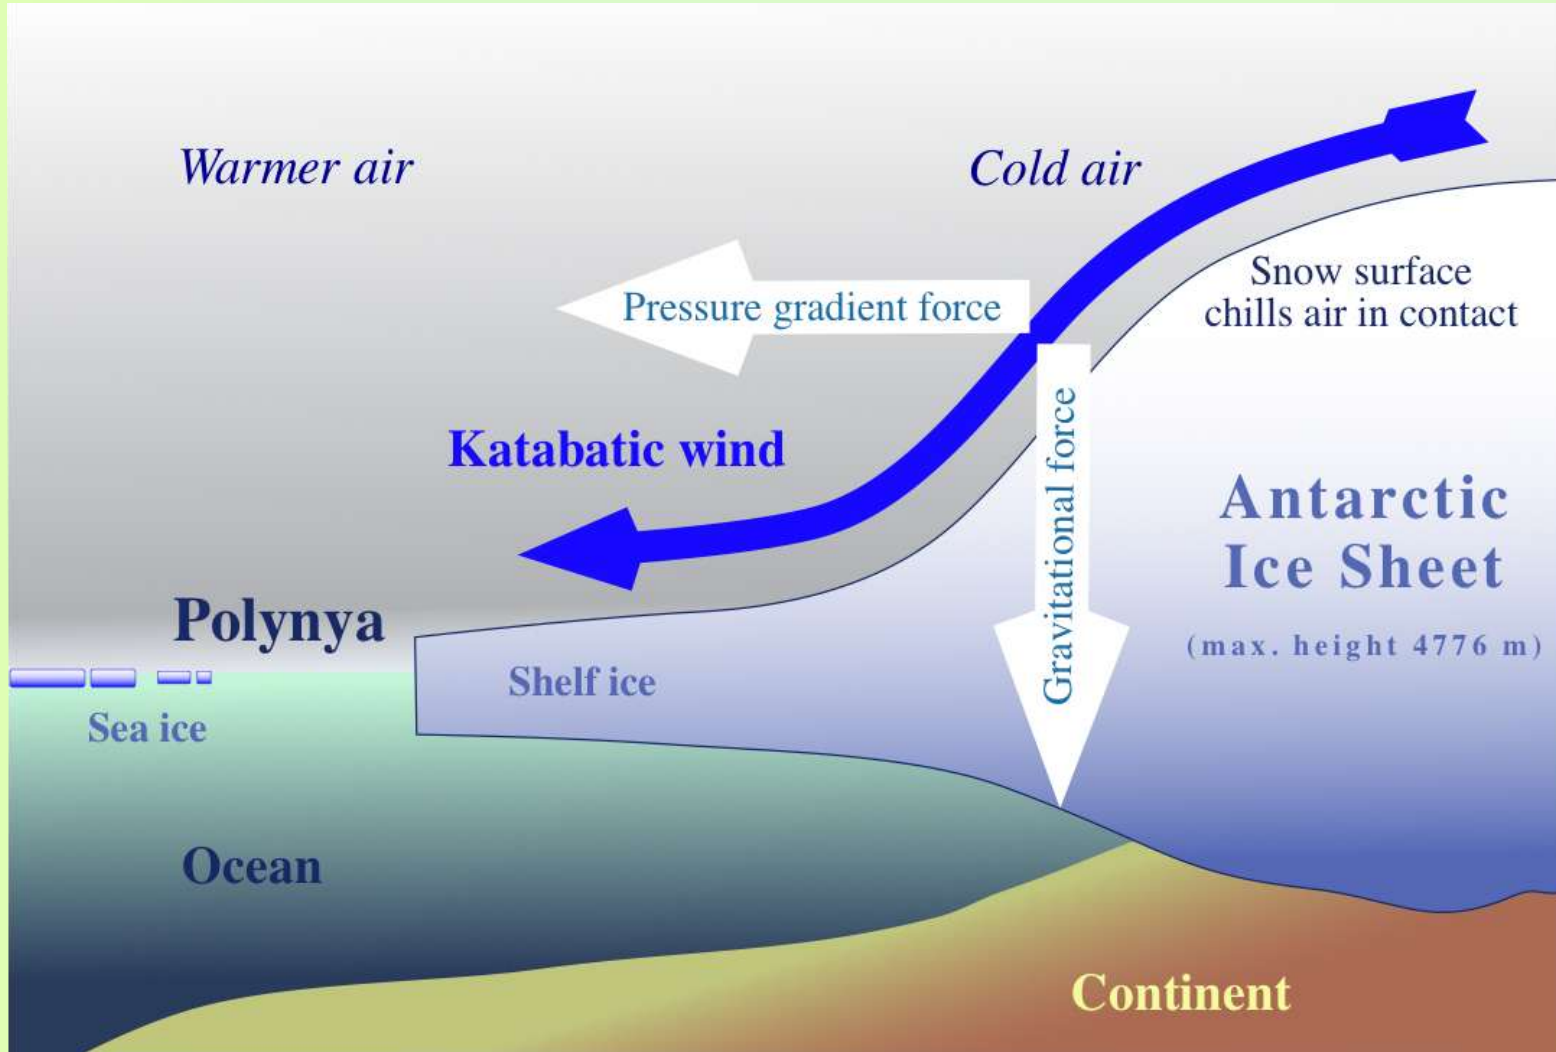 Warmer air
Cold air
Snow surface
chills air in contact
Pressure gradient force
Gravitational force
Katabatic wind
Antarctic
Ice Sheet
(max. height 4776 m)
Polynya
Shelf ice
Sea ice
Ocean
Continent